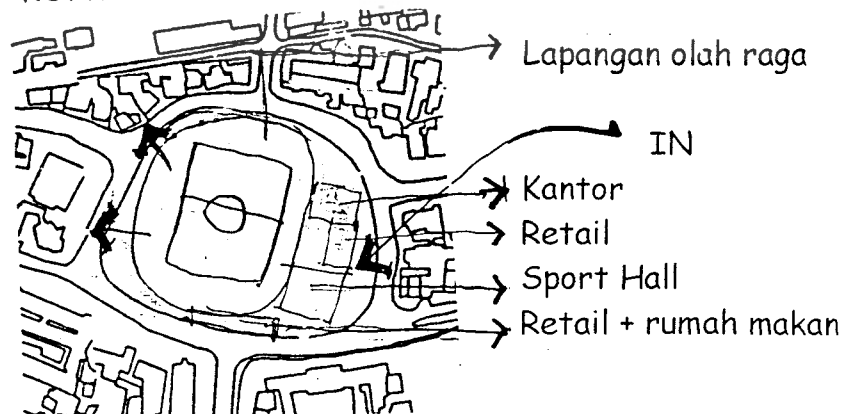 Lapangan olah raga
IN
Kantor
Retail
Sport Hall
Retail + rumah makan